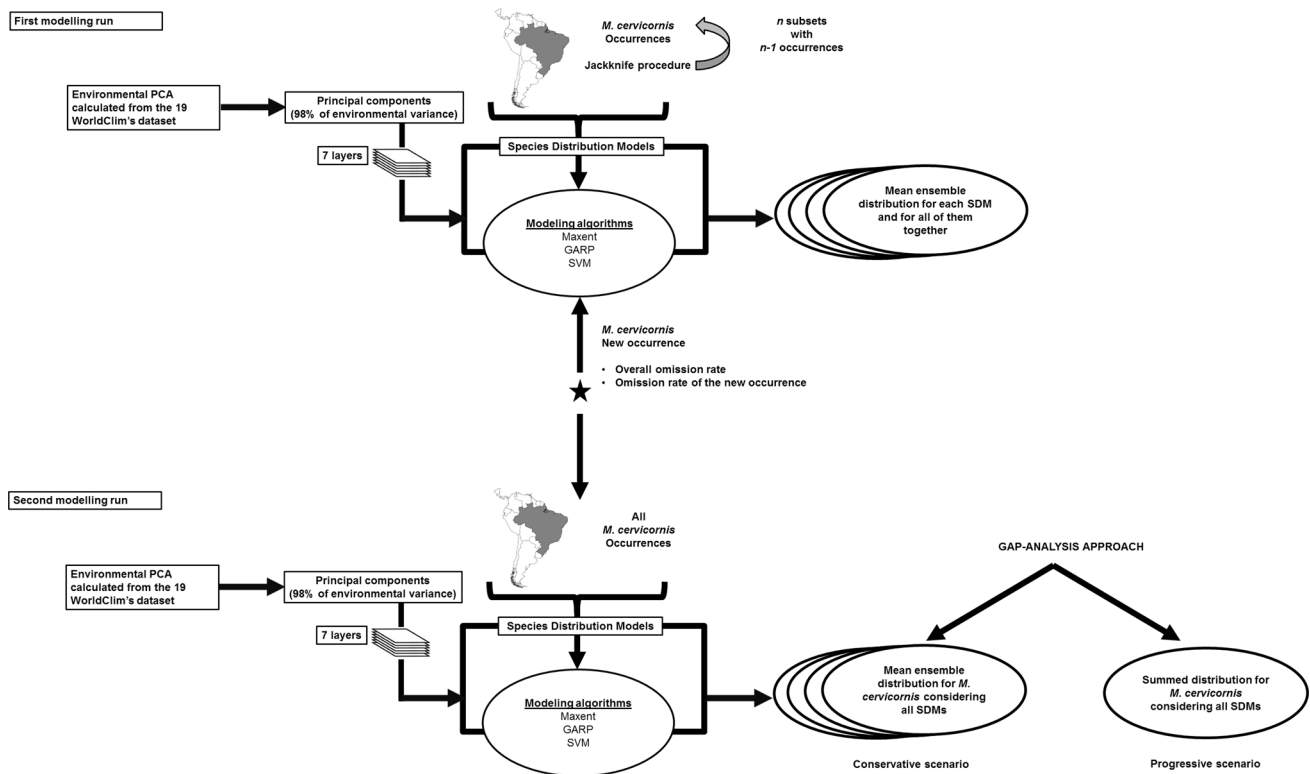 First modelling run
M. cervicornis
Occurrences
Jackknife procedure
n subsets
with
n-1 occurrences
Environmental PCA
calculated from the 19
WorldClim's dataset
Principal components
(98% of environmental variance)
7 layers
Species Distribution Models
Modeling algorithms
Maxent
GARP
SVM
Mean ensemble
distribution for each SDM
and for all of them
together
M. cervicornis
New occurrence
• Overall omission rate
• Omission rate of the new occurrence
Second modelling run
All
M. cervicornis
Occurrences
Environmental PCA
calculated from the 19
WorldClim's dataset
Principal components
(98% of environmental variance)
7 layers
Species Distribution Models
Modeling algorithms
Maxent
GARP
SVM
GAP-ANALYSIS APPROACH
Mean ensemble
distribution for M.
cervicornis considering
all SDMs
Summed distribution for
M. cervicornis
considering all SDMs
Conservative scenario
Progressive scenario